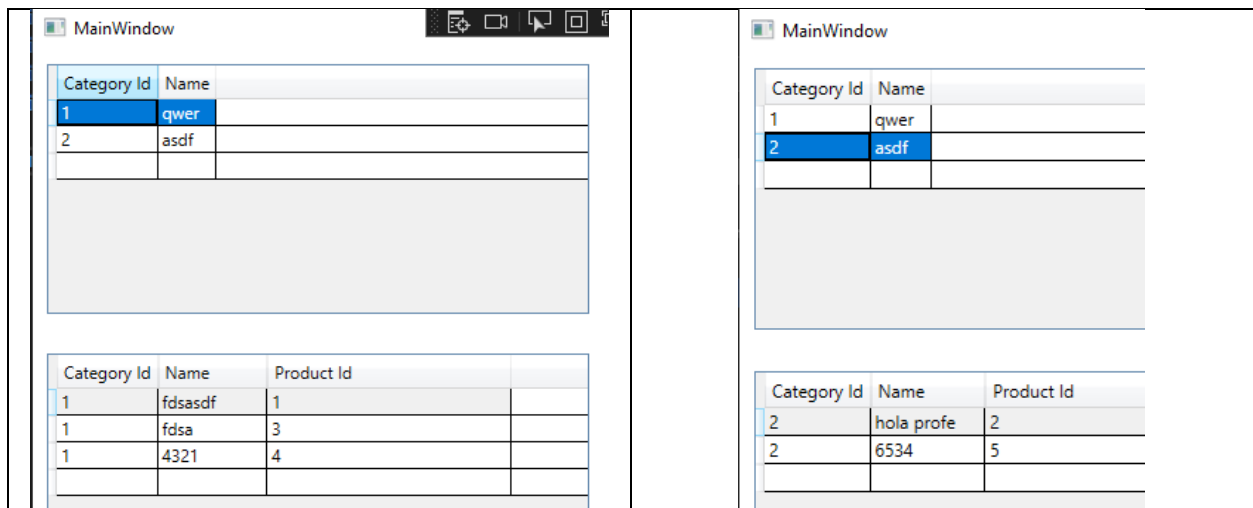 MainWindow
Category Id Name
1 qwer
2 asdf
Category Id Name Product Id
1 fdsasdf 1
1 fdsa 3
1 4321 4
MainWindow
Category Id Name
1 qwer
2 asdf
Category Id Name Product Id
2 hola profe 2
2 6534 5